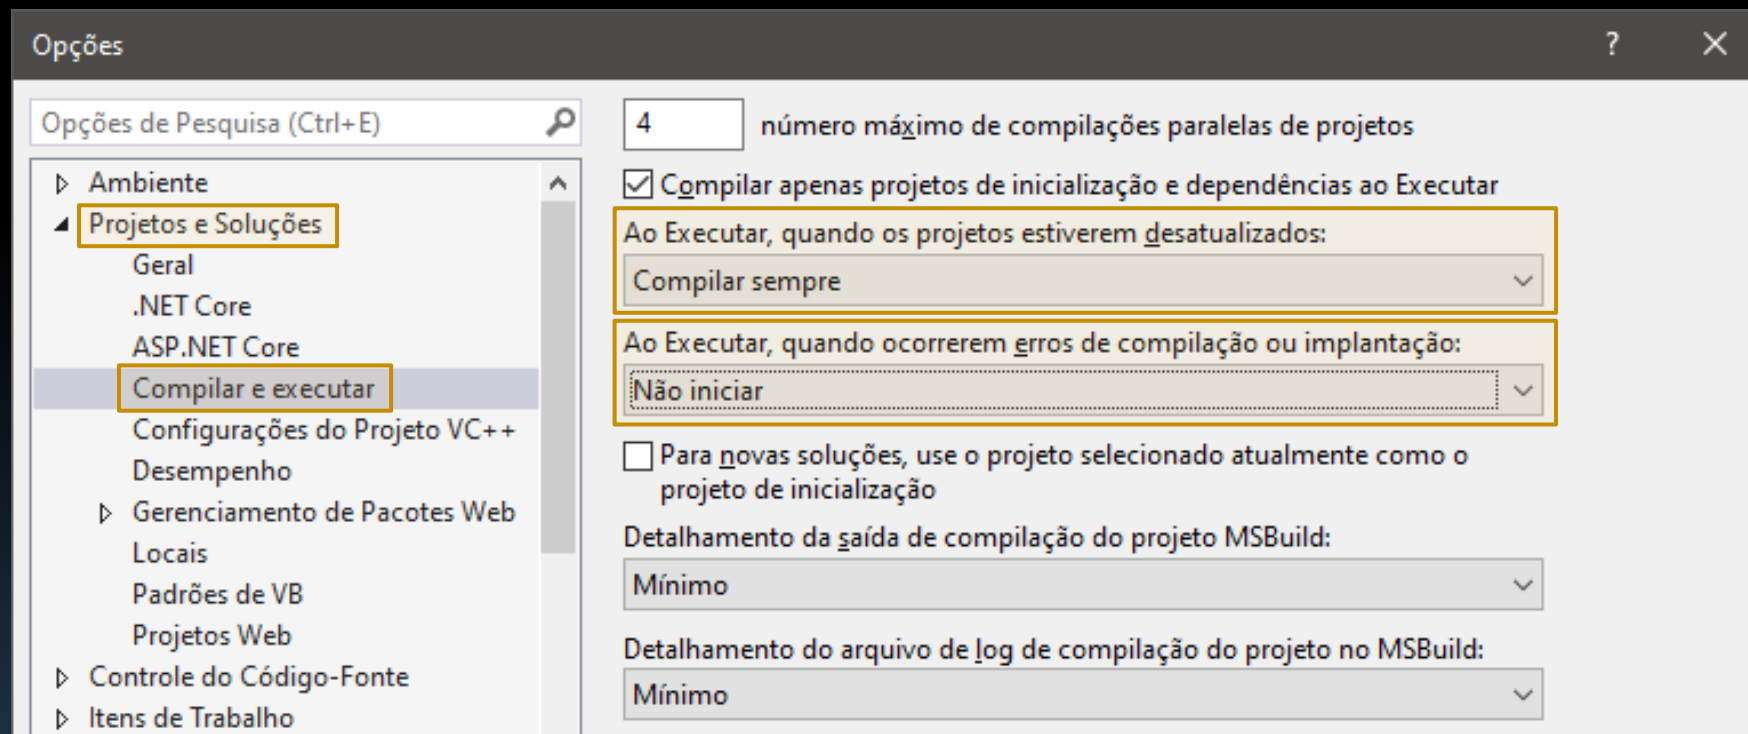 Opções
?
Opções de Pesquisa (Ctrl+E)
Ambiente
Projetos e Soluções
Geral
.NET Core
ASP.NET Core
Compilar e executar
Configurações do Projeto VC++
Desempenho
Gerenciamento de Pacotes Web
Locais
Padrões de VB
Projetos Web
Controle do Código-Fonte
Itens de Trabalho
4 número máximo de compilações paralelas de projetos
Compilar apenas projetos de inicialização e dependências ao Executar
Ao Executar, quando os projetos estiverem desatualizados:
Compilar sempre
Ao Executar, quando ocorrerem erros de compilação ou implantação:
Não iniciar
Para novas soluções, use o projeto selecionado atualmente como o
projeto de inicialização
Detalhamento da saída de compilação do projeto MSBuild:
Mínimo
Detalhamento do arquivo de log de compilação do projeto no MSBuild:
Mínimo